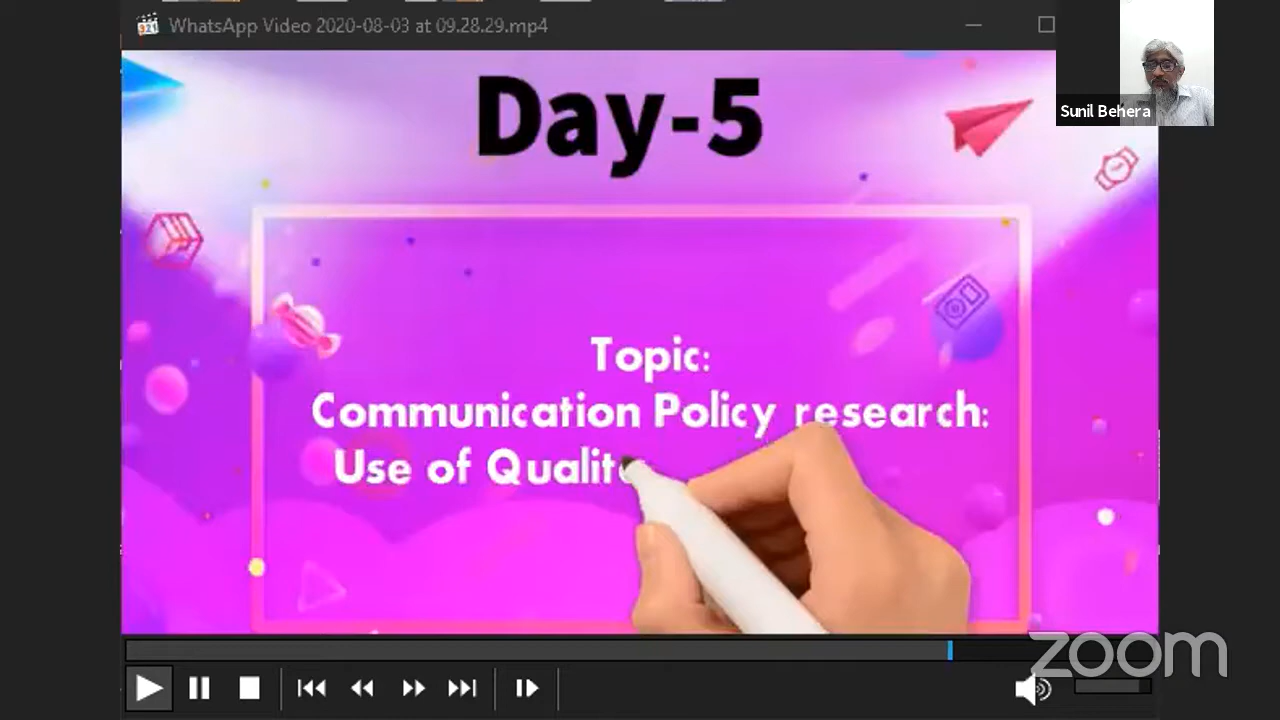 WhatsApp Video 2020-08-03 at 09.28.29.mp4
Sunil Behera
Day-5
Topic:
Communication Policy research:
Use of Qualit
zoom